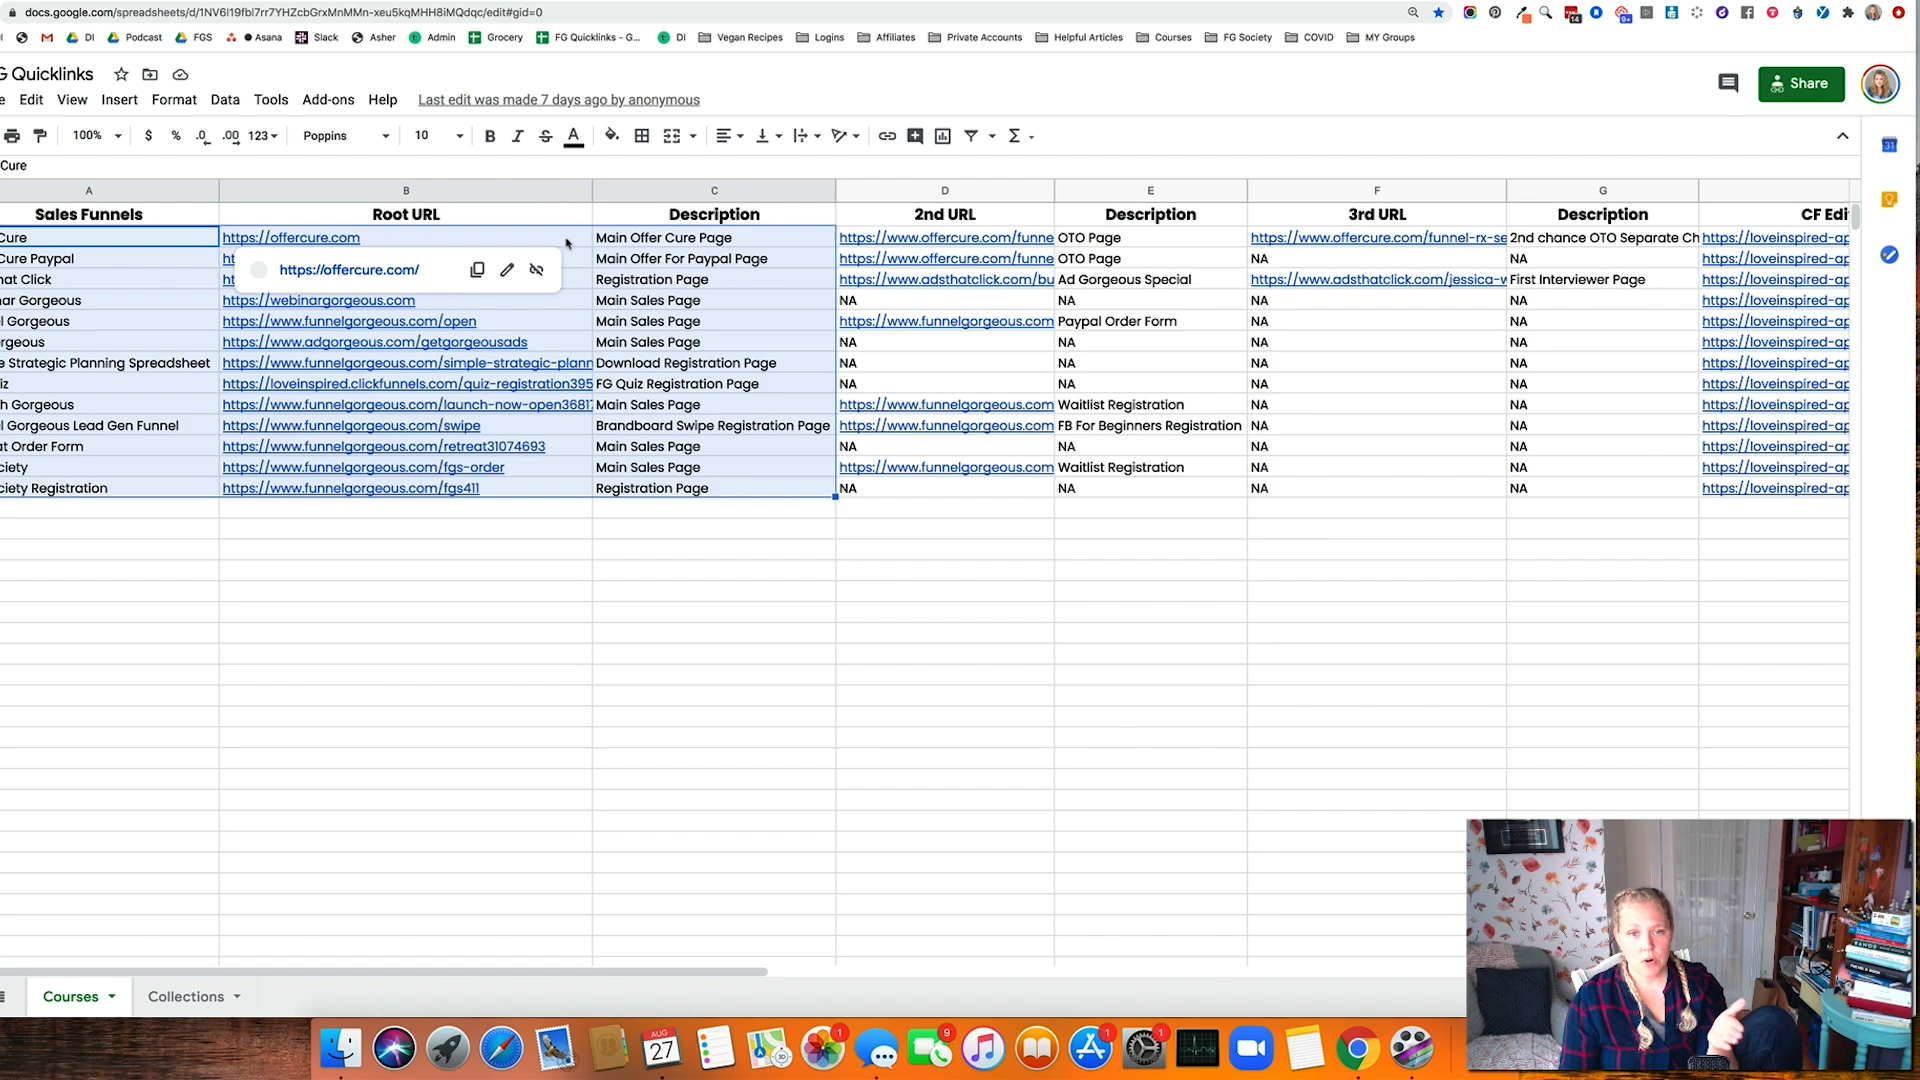 docs.google.com/spreadsheets/d/1NV6l19fbl7rr7YHZcbGrxMnMMn-xeu5kqMHH8iMQdqc/edit#gid=0
DI Podcast FGS Asana Slack Asher Admin Grocery FG Quicklinks - G... DI Vegan Recipes Logins Affiliates Private Accounts Helpful Articles Courses FG Society COVID MY Groups
G Quicklinks
Share
e Edit View Insert Format Data Tools Add-ons Help Last edit was made 7 days ago by anonymous
100% $ % .0 .00 123 Poppins 10 B I S A
Cure
A B C D E F G
Sales Funnels Root URL Description 2nd URL Description 3rd URL Description CF Edi
Cure https://offercure.com Main Offer Cure Page https://www.offercure.com/funne OTO Page https://www.offercure.com/funnel-rx-se 2nd chance OTO Separate Ch https://loveinspired-ap
Cure Paypal ht Main Offer For Paypal Page https://www.offercure.com/funne OTO Page NA NA https://loveinspired-ap
https://offercure.com/
hat Click ht Registration Page https://www.adsthatclick.com/bu Ad Gorgeous Special https://www.adsthatclick.com/jessica-w First Interviewer Page https://loveinspired-ap
nar Gorgeous https://webinargorgeous.com Main Sales Page NA NA NA NA https://loveinspired-ap
l Gorgeous https://www.funnelgorgeous.com/open Main Sales Page https://www.funnelgorgeous.com Paypal Order Form NA NA https://loveinspired-ap
rgeous https://www.adgorgeous.com/getgorgeousads Main Sales Page NA NA NA NA https://loveinspired-ap
e Strategic Planning Spreadsheet https://www.funnelgorgeous.com/simple-strategic-plann Download Registration Page NA NA NA NA https://loveinspired-ap
iz https://loveinspired.clickfunnels.com/quiz-registration395 FG Quiz Registration Page NA NA NA NA https://loveinspired-ap
h Gorgeous https://www.funnelgorgeous.com/launch-now-open36817 Main Sales Page https://www.funnelgorgeous.com Waitlist Registration NA NA https://loveinspired-ap
l Gorgeous Lead Gen Funnel https://www.funnelgorgeous.com/swipe Brandboard Swipe Registration Page https://www.funnelgorgeous.com FB For Beginners Registration NA NA https://loveinspired-ap
at Order Form https://www.funnelgorgeous.com/retreat31074693 Main Sales Page NA NA NA NA https://loveinspired-ap
ciety https://www.funnelgorgeous.com/fgs-order Main Sales Page https://www.funnelgorgeous.com Waitlist Registration NA NA https://loveinspired-ap
ciety Registration https://www.funnelgorgeous.com/fgs411 Registration Page NA NA NA NA https://loveinspired-ap
Courses Collections
AUG
27
1 9 1 1